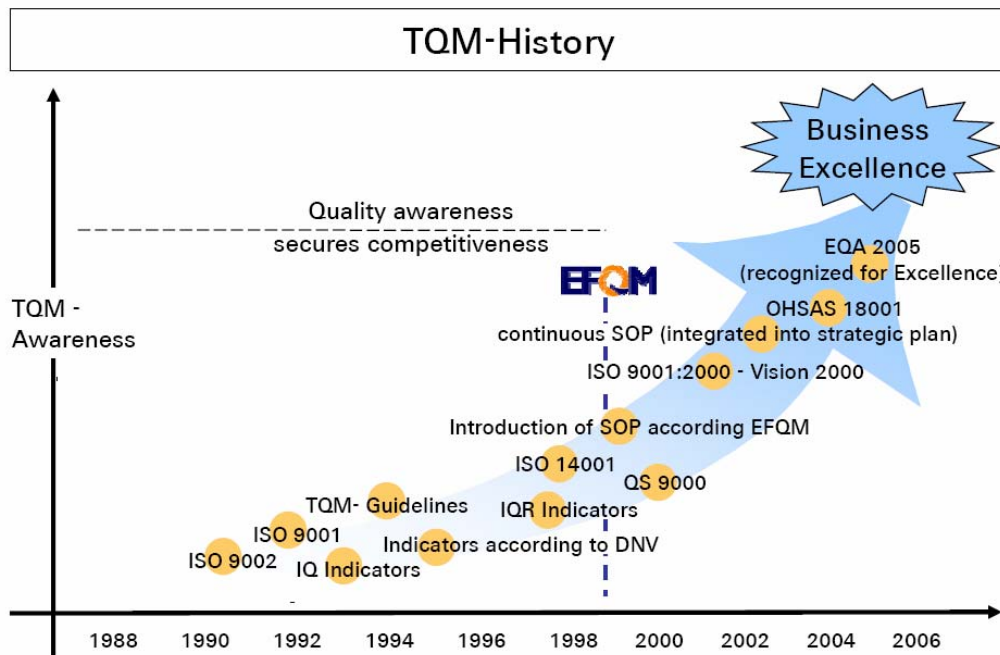 TQM-History
Business
Excellence
Quality awareness
secures competitiveness
EFQM
EQA 2005
(recognized for Excellence)
OHSAS 18001
TQM -
Awareness
continuous SOP (integrated into strategic plan)
ISO 9001:2000 - Vision 2000
Introduction of SOP according EFQM
ISO 14001
QS 9000
TQM- Guidelines
IQR Indicators
ISO 9001
Indicators according to DNV
ISO 9002
IQ Indicators
1988 1990 1992 1994 1996 1998 2000 2002 2004 2006